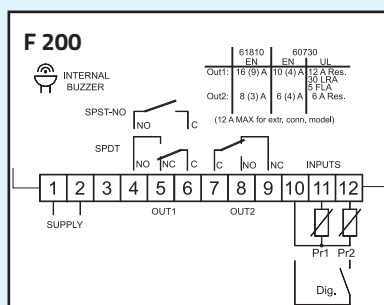 F 200
INTERNAL
BUZZER
61810 60730
EN EN UL
Out1: 16 (9) A 10 (4) A 12 A Res.
30 LRA
5 FLA
Out2: 8 (3) A 6 (4) A 6 A Res.
(12 A MAX for extr. conn. model)
SPST-NO
NO C
SPDT
NO NC C C NO NC INPUTS
1 2 3 4 5 6 7 8 9 10 11 12
SUPPLY OUT1 OUT2
Pr1 Pr2
Dig.